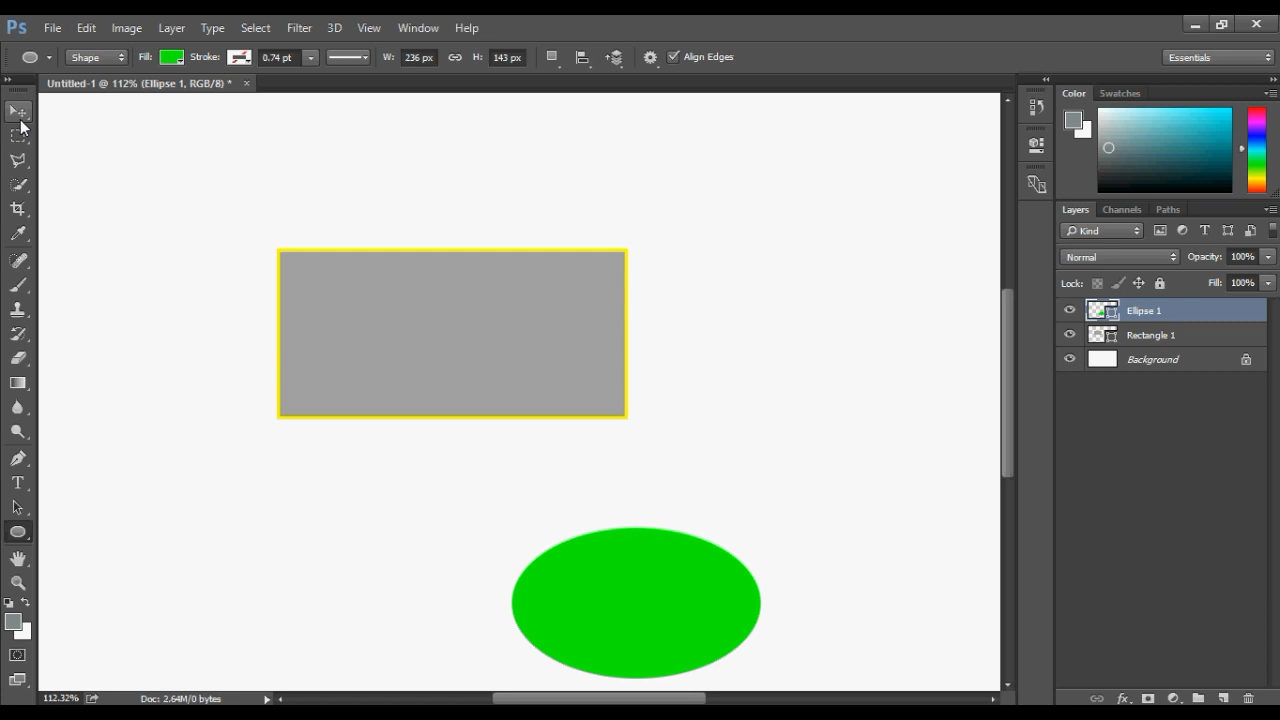 Ps File Edit Image Layer Type Select Filter 3D View Window Help
Shape Fill: Stroke: 0.74 pt W: 236 px H: 143 px Align Edges Essentials
Untitled-1 @ 112% (Ellipse 1, RGB/8) * ×
Color Swatches
Layers Channels Paths
Kind
Normal Opacity: 100%
Lock: Fill: 100%
Ellipse 1
Rectangle 1
Background
112.32% Doc: 2.64M/0 bytes